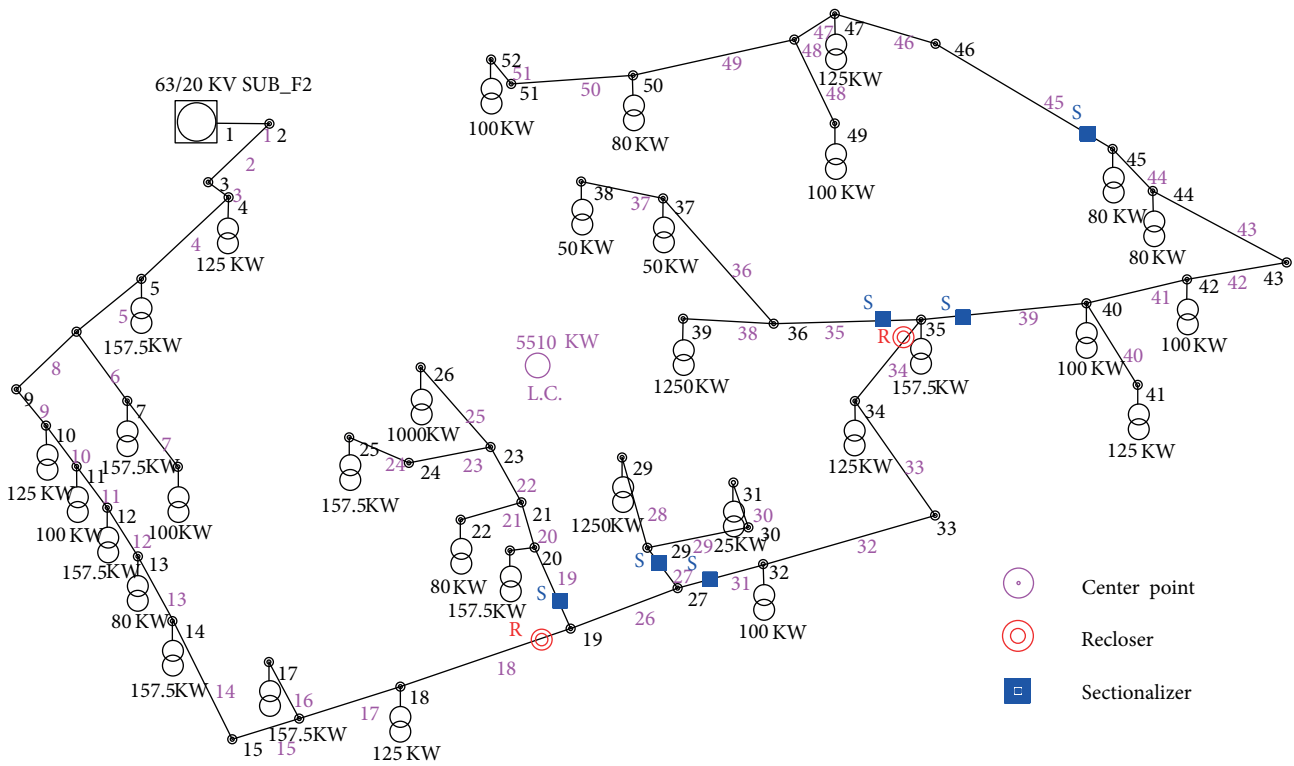 63/20 KV SUB_F2
1
1
2
2
3
3
4
125 KW
4
5
5
157.5KW
8
6
9
9
7
7
157.5KW
10
10
125 KW
11
11
100 KW
100KW
12
12
157.5KW
13
13
80 KW
14
157.5KW
14
15
15
16
17
157.5KW
17
18
125 KW
18
R
19
S
19
20
20
157.5KW
21
21
22
80 KW
22
23
23
24
24
25
157.5KW
25
26
1000KW
5510 KW
L.C.
26
27
27
S
S
28
29
1250KW
29
29
30
30
31
25KW
31
32
100 KW
32
33
33
34
125KW
34
R
35
157.5KW
S
S
35
36
36
37
37
50 KW
38
50 KW
38
39
1250KW
39
40
100 KW
40
41
125 KW
41
42
42
100 KW
43
43
44
44
80 KW
45
80 KW
S
45
46
46
47
47
125KW
48
48
49
100 KW
49
50
80 KW
50
51
51
52
100KW
Center point
Recloser
Sectionalizer